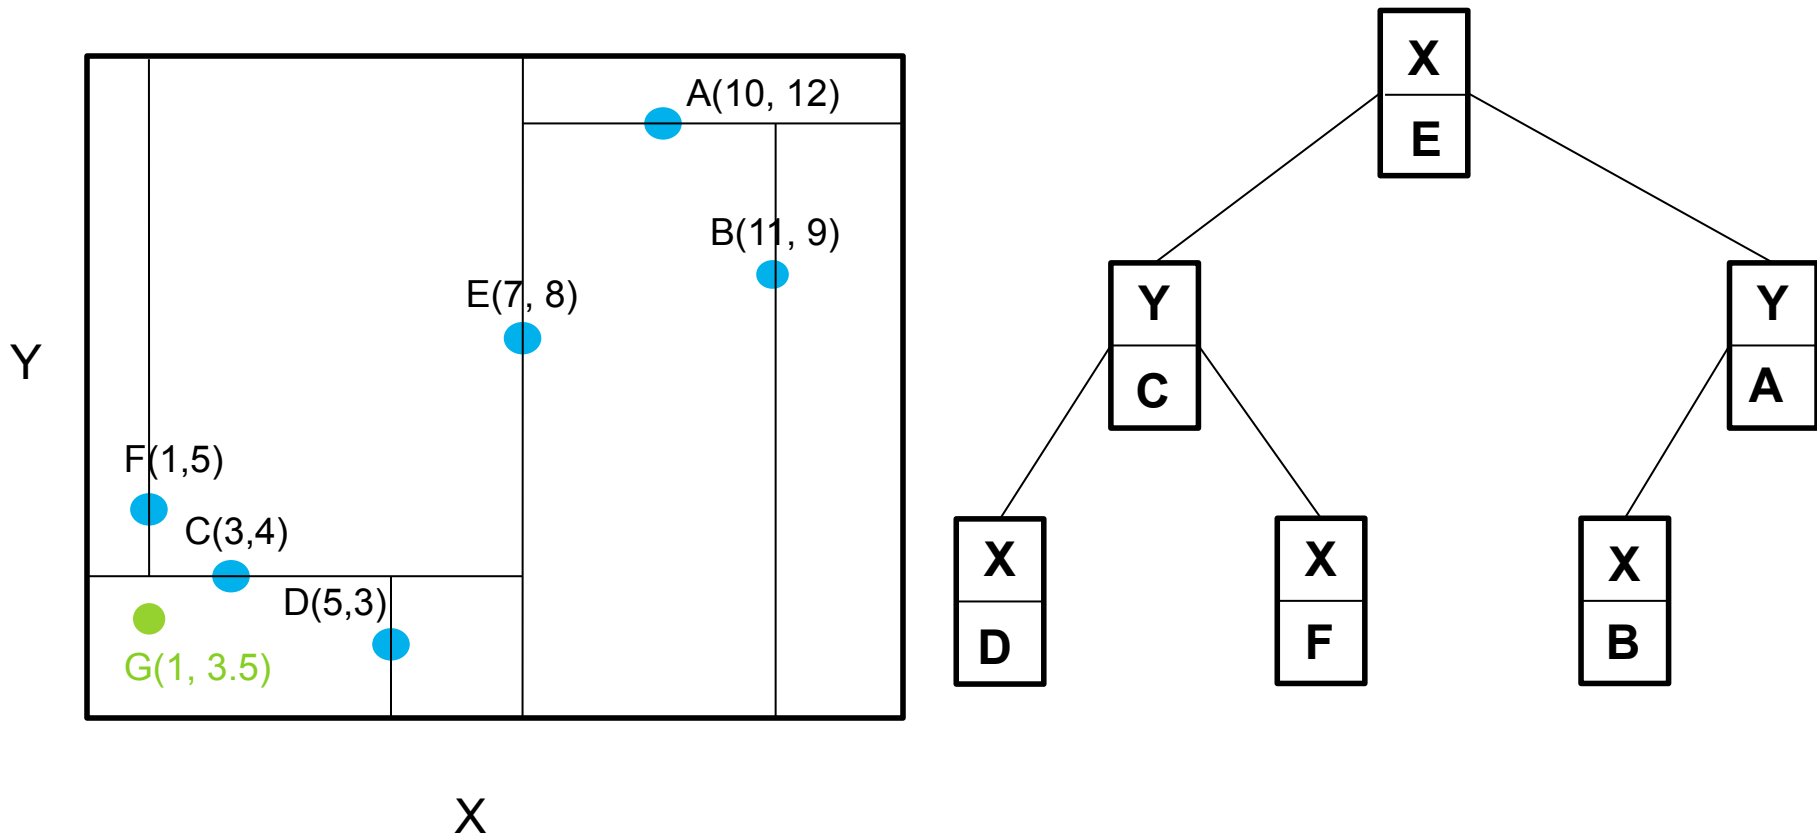 A(10, 12)
B(11, 9)
E(7, 8)
Y
F(1,5)
C(3,4)
D(5,3)
G(1, 3.5)
X
X
E
Y
C
Y
A
X
D
X
F
X
B